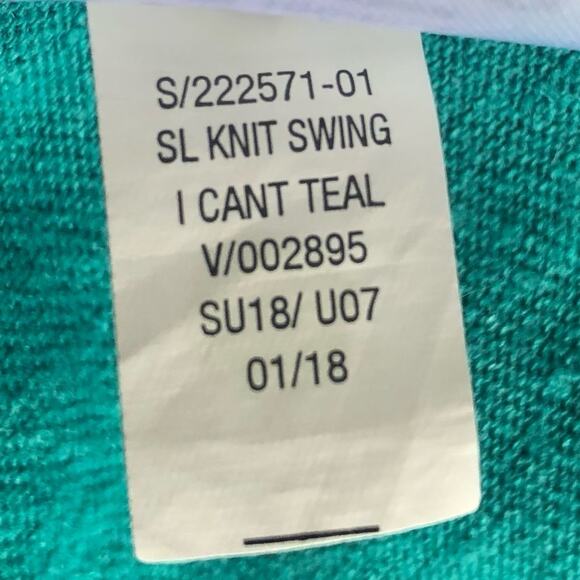 S/222571-01
SL KNIT SWING
I CANT TEAL
V/002895
SU18/ U07
01/18